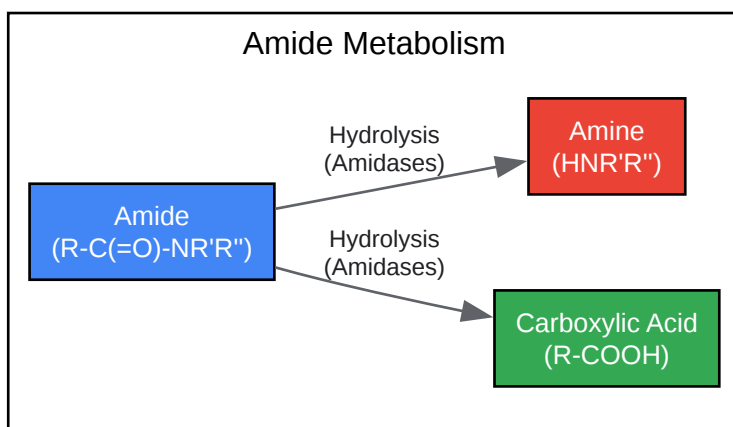 Amide Metabolism
Hydrolysis
(Amidases)
Amine
(HNR'R")
Amide
(R-C(=O)-NR'R")
Hydrolysis
(Amidases)
Carboxylic Acid
(R-COOH)